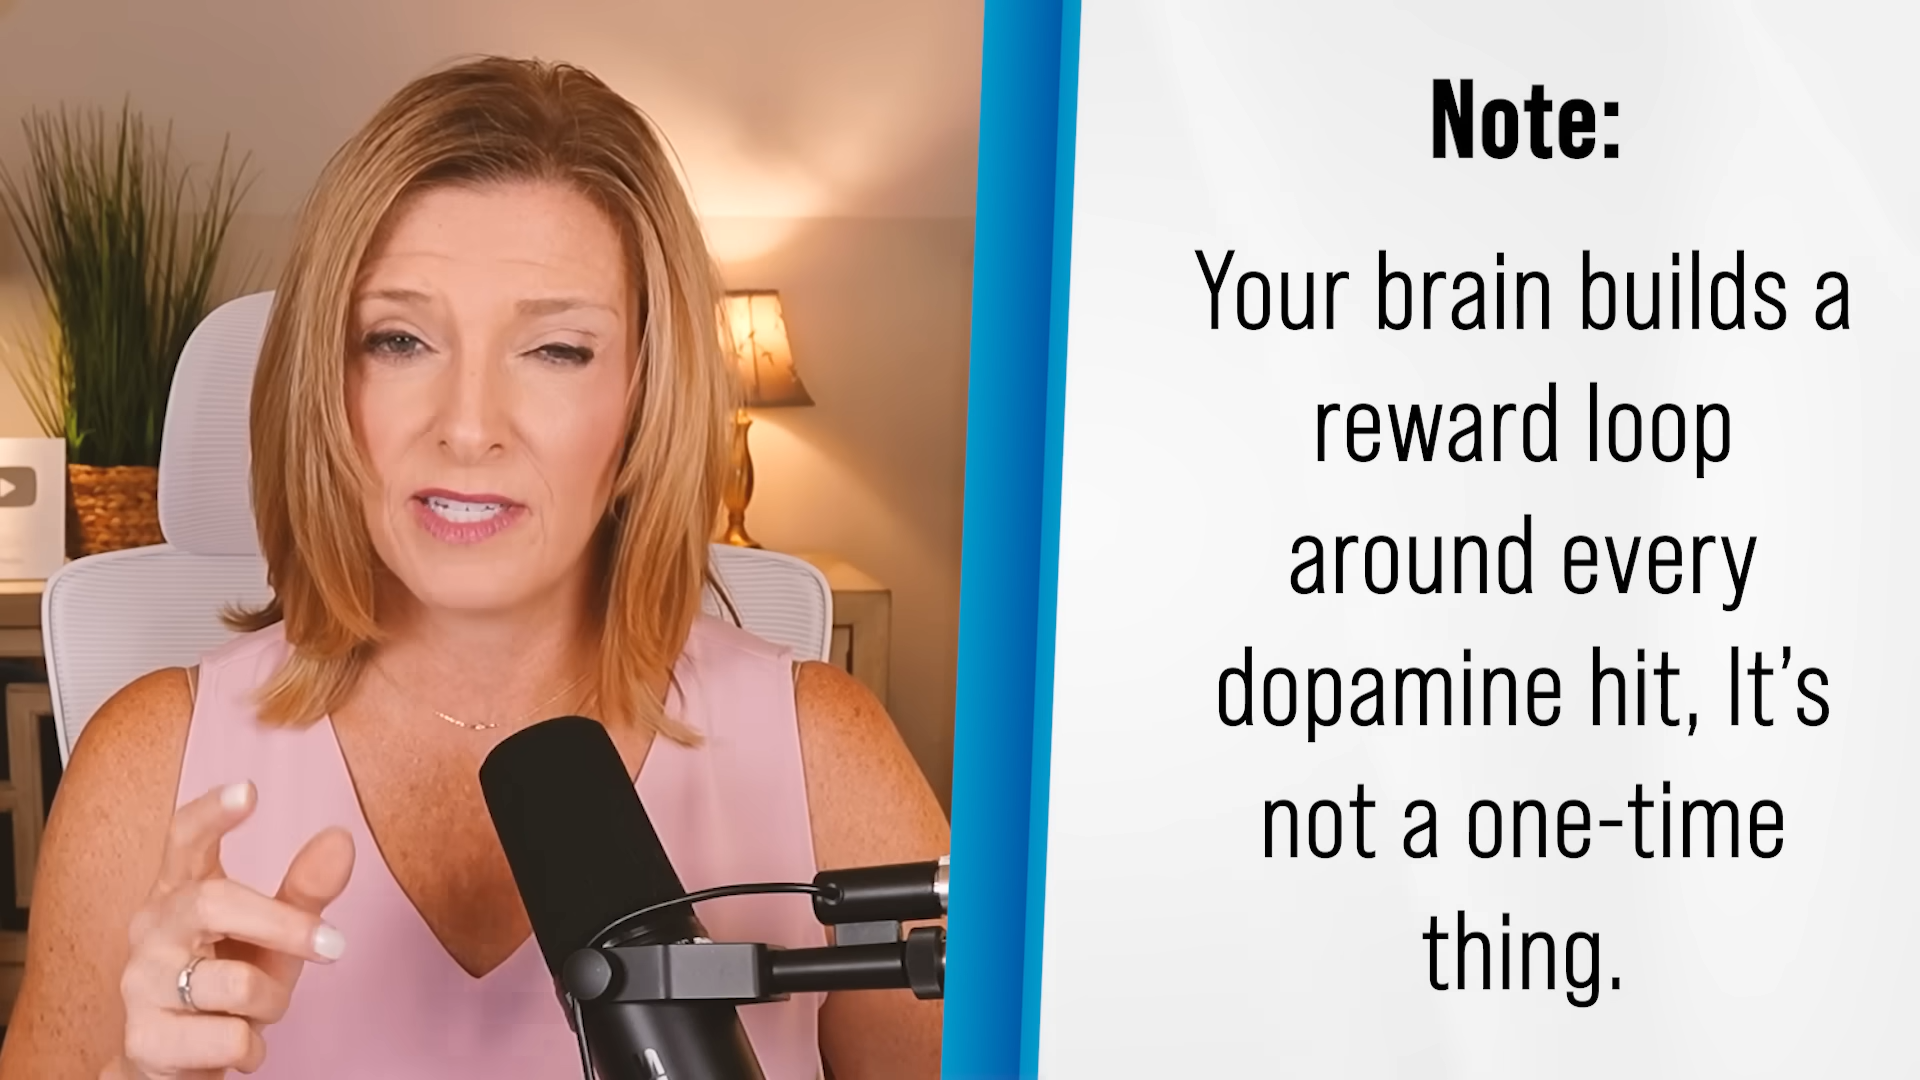 Note:
Your brain builds a
reward loop
around every
dopamine hit, It’s
not a one-time
thing.